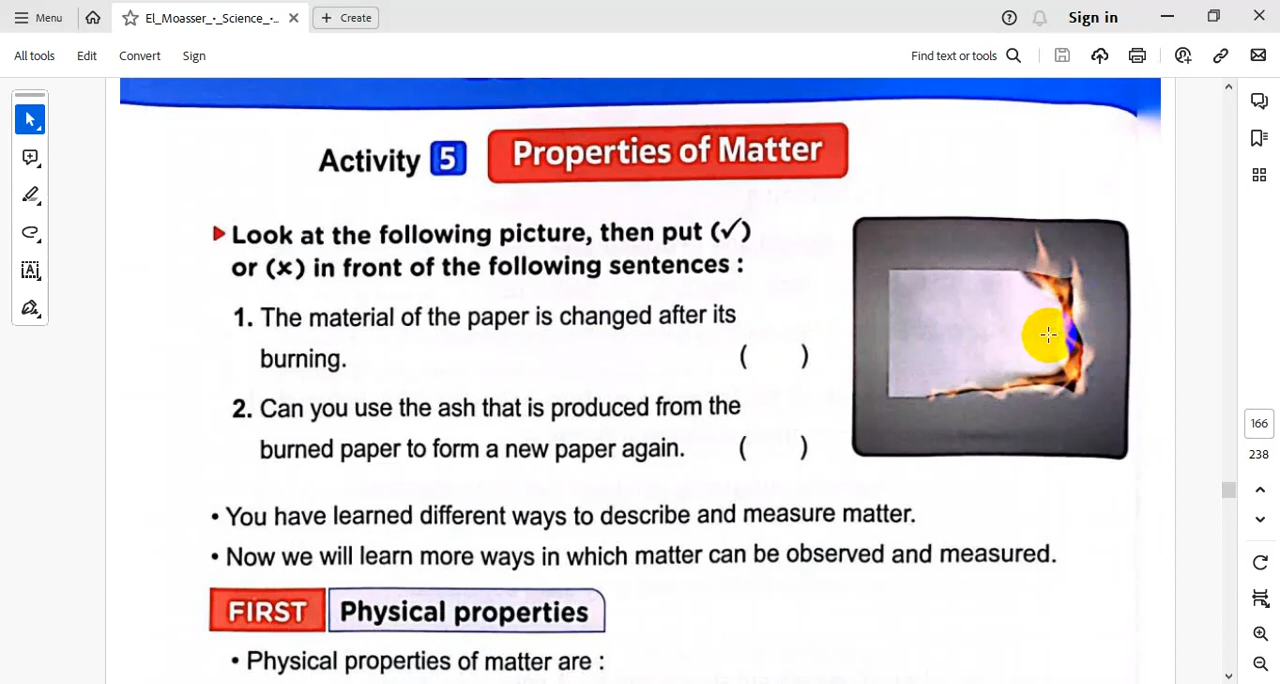 Menu
El_Moasser_-_Science_-...
Create
Sign in
All tools
Edit
Convert
Sign
Find text or tools
Activity 5 Properties of Matter
Look at the following picture, then put (✓)
or (×) in front of the following sentences :
1. The material of the paper is changed after its
burning. ( )
2. Can you use the ash that is produced from the
burned paper to form a new paper again. ( )
• You have learned different ways to describe and measure matter.
• Now we will learn more ways in which matter can be observed and measured.
FIRST Physical properties
• Physical properties of matter are :
166
238